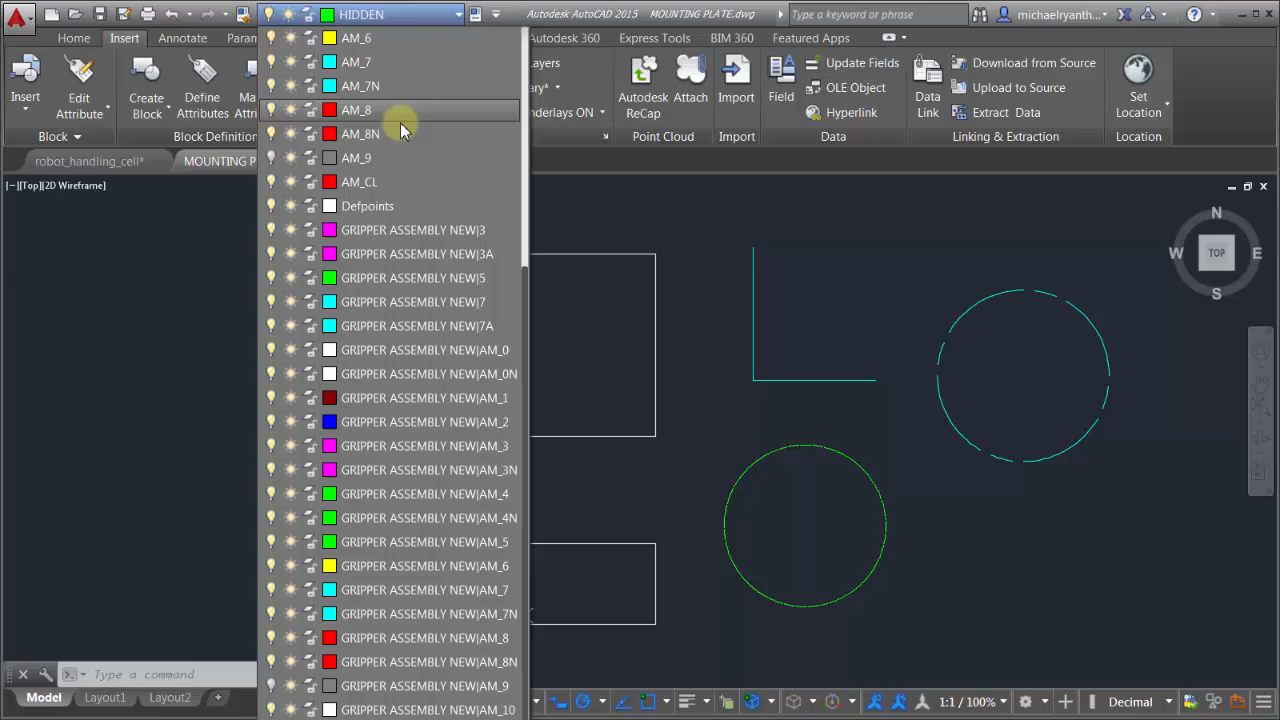 HIDDEN
Autodesk AutoCAD 2015 MOUNTING PLATE.dwg
Type a keyword or phrase
michaelryanth...
Home Insert Annotate Autodesk 360 Express Tools BIM 360 Featured Apps
Insert
Edit
Attribute
Create
Block
Define
Attributes
Block
Block
Autodesk
ReCap
Attach
Point Cloud
Import
Import
Field
Update Fields
OLE Object
Hyperlink
Data
Data
Link
Download from Source
Upload to Source
Extract Data
Linking & Extraction
Set
Location
Location
robot_handling_cell*
MOUNTING P
[−][Top][2D Wireframe]
AM_6
AM_7
AM_7N
AM_8
AM_8N
AM_9
AM_CL
Defpoints
GRIPPER ASSEMBLY NEW|3
GRIPPER ASSEMBLY NEW|3A
GRIPPER ASSEMBLY NEW|5
GRIPPER ASSEMBLY NEW|7
GRIPPER ASSEMBLY NEW|7A
GRIPPER ASSEMBLY NEW|AM_0
GRIPPER ASSEMBLY NEW|AM_0N
GRIPPER ASSEMBLY NEW|AM_1
GRIPPER ASSEMBLY NEW|AM_2
GRIPPER ASSEMBLY NEW|AM_3
GRIPPER ASSEMBLY NEW|AM_3N
GRIPPER ASSEMBLY NEW|AM_4
GRIPPER ASSEMBLY NEW|AM_4N
GRIPPER ASSEMBLY NEW|AM_5
GRIPPER ASSEMBLY NEW|AM_6
GRIPPER ASSEMBLY NEW|AM_7
GRIPPER ASSEMBLY NEW|AM_7N
GRIPPER ASSEMBLY NEW|AM_8
GRIPPER ASSEMBLY NEW|AM_8N
GRIPPER ASSEMBLY NEW|AM_9
GRIPPER ASSEMBLY NEW|AM_10
N
W TOP E
S
Type a command
Model Layout1 Layout2 +
1:1 / 100% Decimal